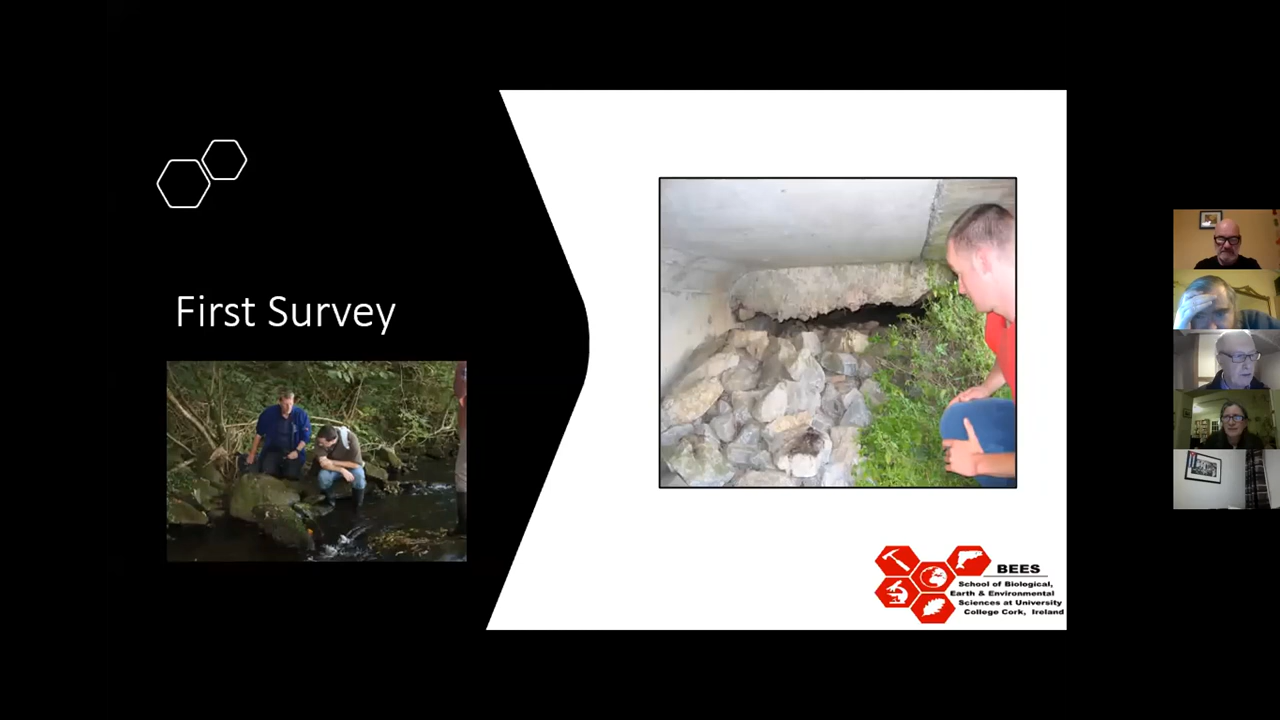 First Survey
BEES
School of Biological,
Earth & Environmental
Sciences at University
College Cork, Ireland